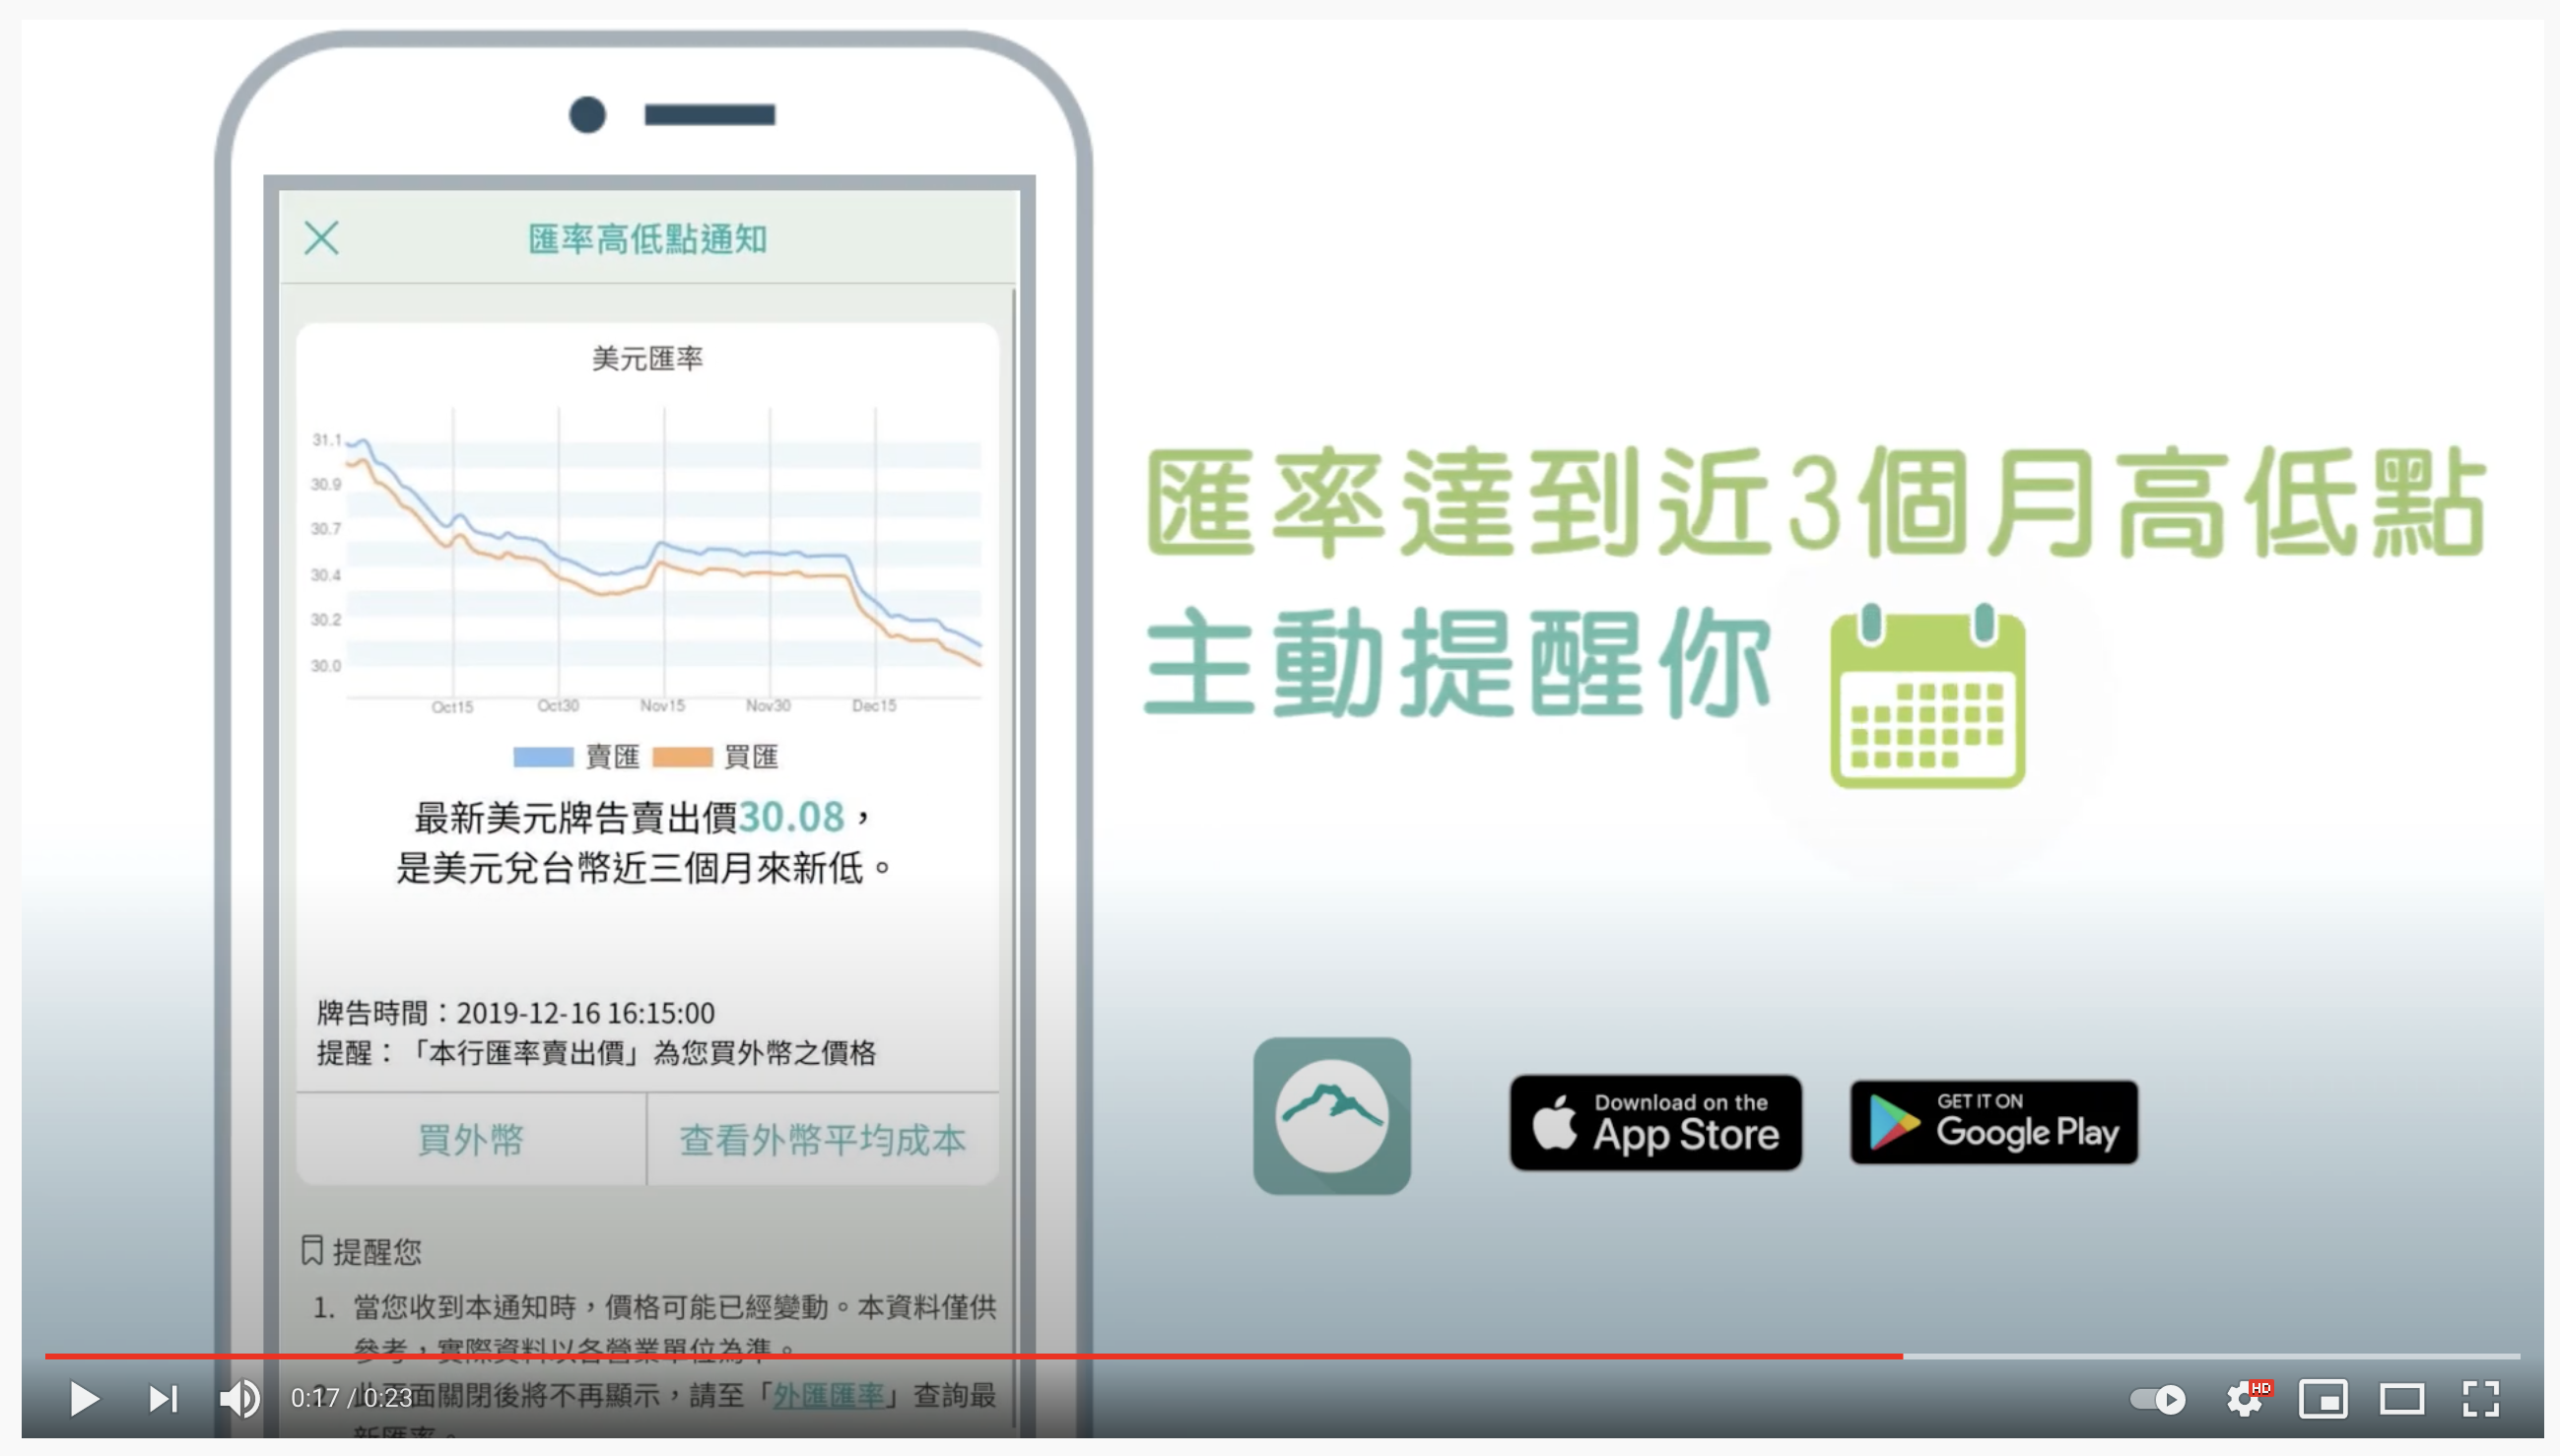 匯率高低點通知
美元匯率
31.1
30.9
30.7
30.4
30.2
30.0
Oct15 Oct30 Nov15 Nov30 Dec15
賣匯 買匯
最新美元牌告賣出價30.08，
是美元兌台幣近三個月來新低。
牌告時間：2019-12-16 16:15:00
提醒：「本行匯率賣出價」為您買外幣之價格
買外幣 查看外幣平均成本
提醒您
1. 當您收到本通知時，價格可能已經變動。本資料僅供
參考，實際資料以各營業單位為準。
2. 此頁面關閉後將不再顯示，請至「外匯匯率」查詢最
新匯率。
匯率達到近3個月高低點
主動提醒你
Download on the
App Store
GET IT ON
Google Play
0:17 / 0:23
HD